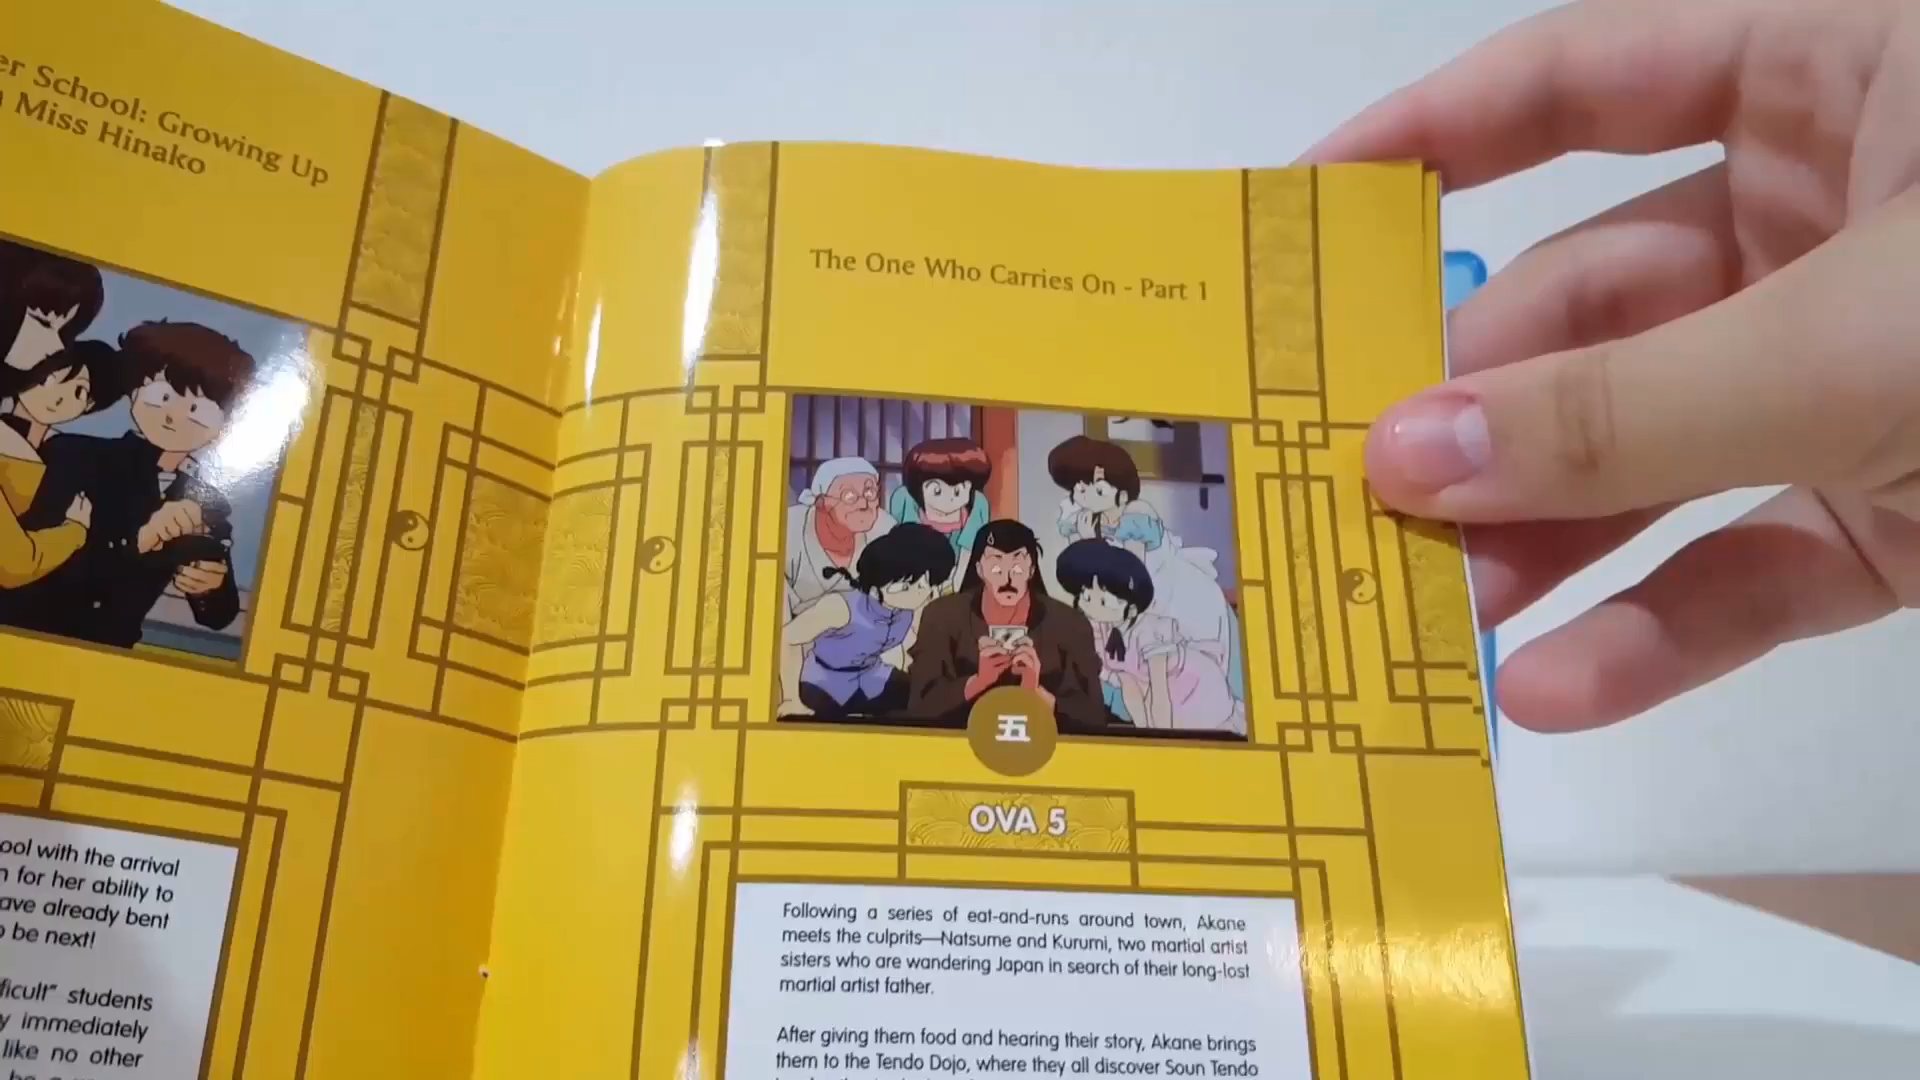 School: Growing Up
Miss Hinako
ool with the arrival
for her ability to
ave already bent
be next!
ficult" students
y immediately
like no other
The One Who Carries On - Part 1
五
OVA 5
Following a series of eat-and-runs around town, Akane
meets the culprits—Natsume and Kurumi, two martial artist
sisters who are wandering Japan in search of their long-lost
martial artist father.
After giving them food and hearing their story, Akane brings
them to the Tendo Dojo, where they all discover Soun Tendo